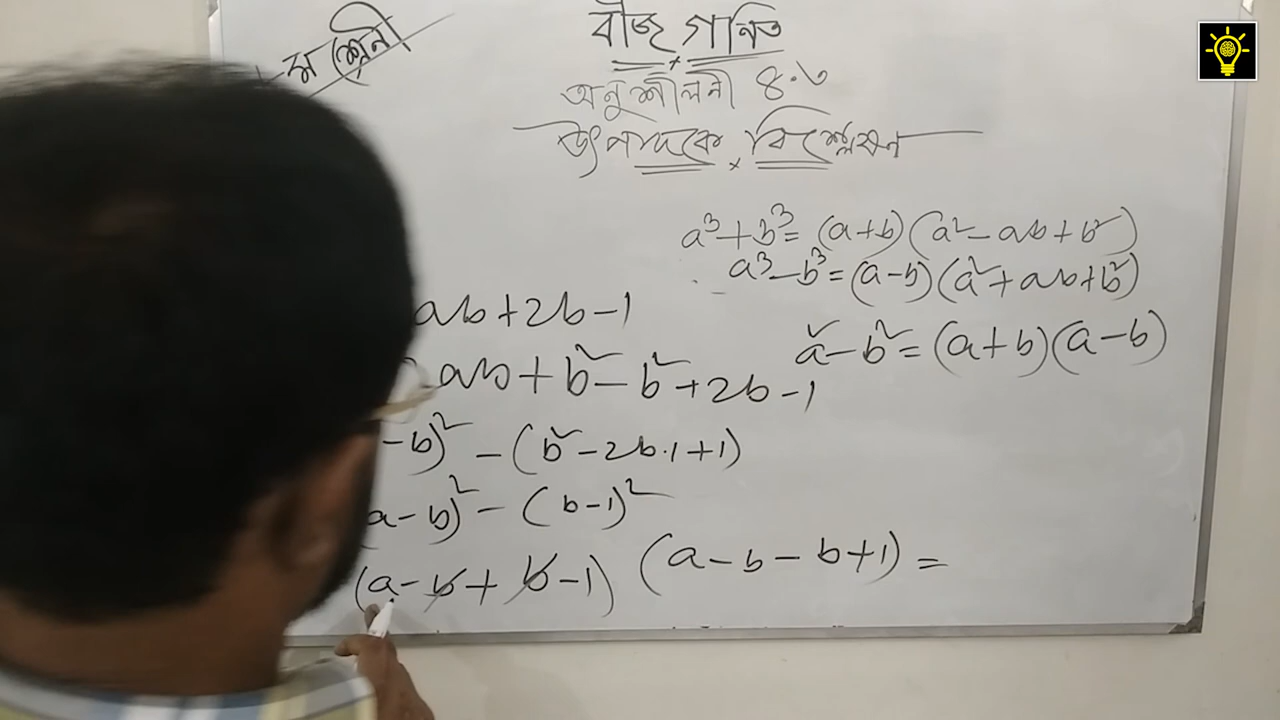 ম শ্রেনী
বীজ গনিত
অনুশীলনী ৪.৩
উৎপাদকে বিশ্লেষণ
a³+b³=(a+b)(a²-ab+b²)
a³-b³=(a-b)(a²+ab+b²)
a²-b²=(a+b)(a-b)
ab+2b-1
ab+b²-b²+2b-1
-b)²-(b²-2b.1+1)
(a-b)²-(b-1)²
(a-b+b-1)(a-b-b+1)=